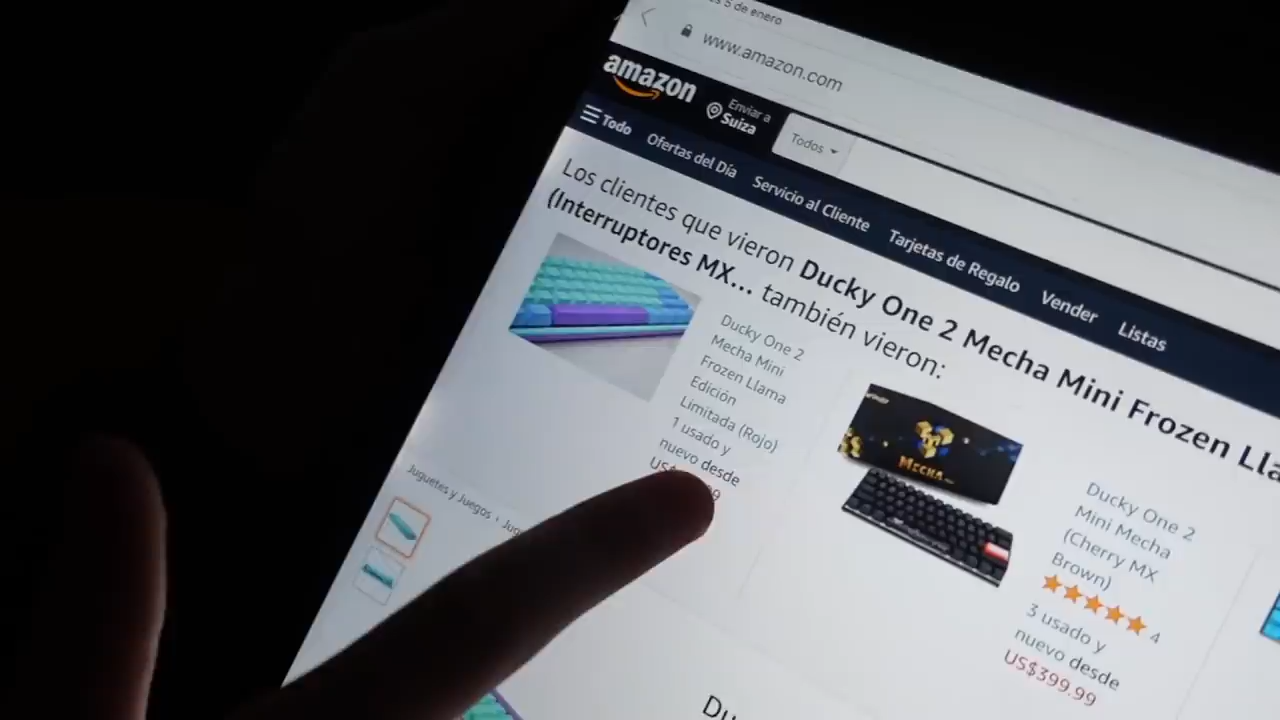 5 de enero
www.amazon.com
amazon
Enviar a
Suiza
Todos
Todo
Ofertas del Día
Servicio al Cliente
Tarjetas de Regalo
Vender
Listas
Los clientes que vieron Ducky One 2 Mecha Mini Frozen
(Interruptores MX... también vieron:
Ducky One 2
Mecha Mini
Frozen Llama
Edición
Limitada (Rojo)
1 usado y
nuevo desde
MECHA
Ducky One 2
Mini Mecha
(Cherry MX
Brown)
4
3 usado y
nuevo desde
US$399.99
Juguetes y Juegos ›